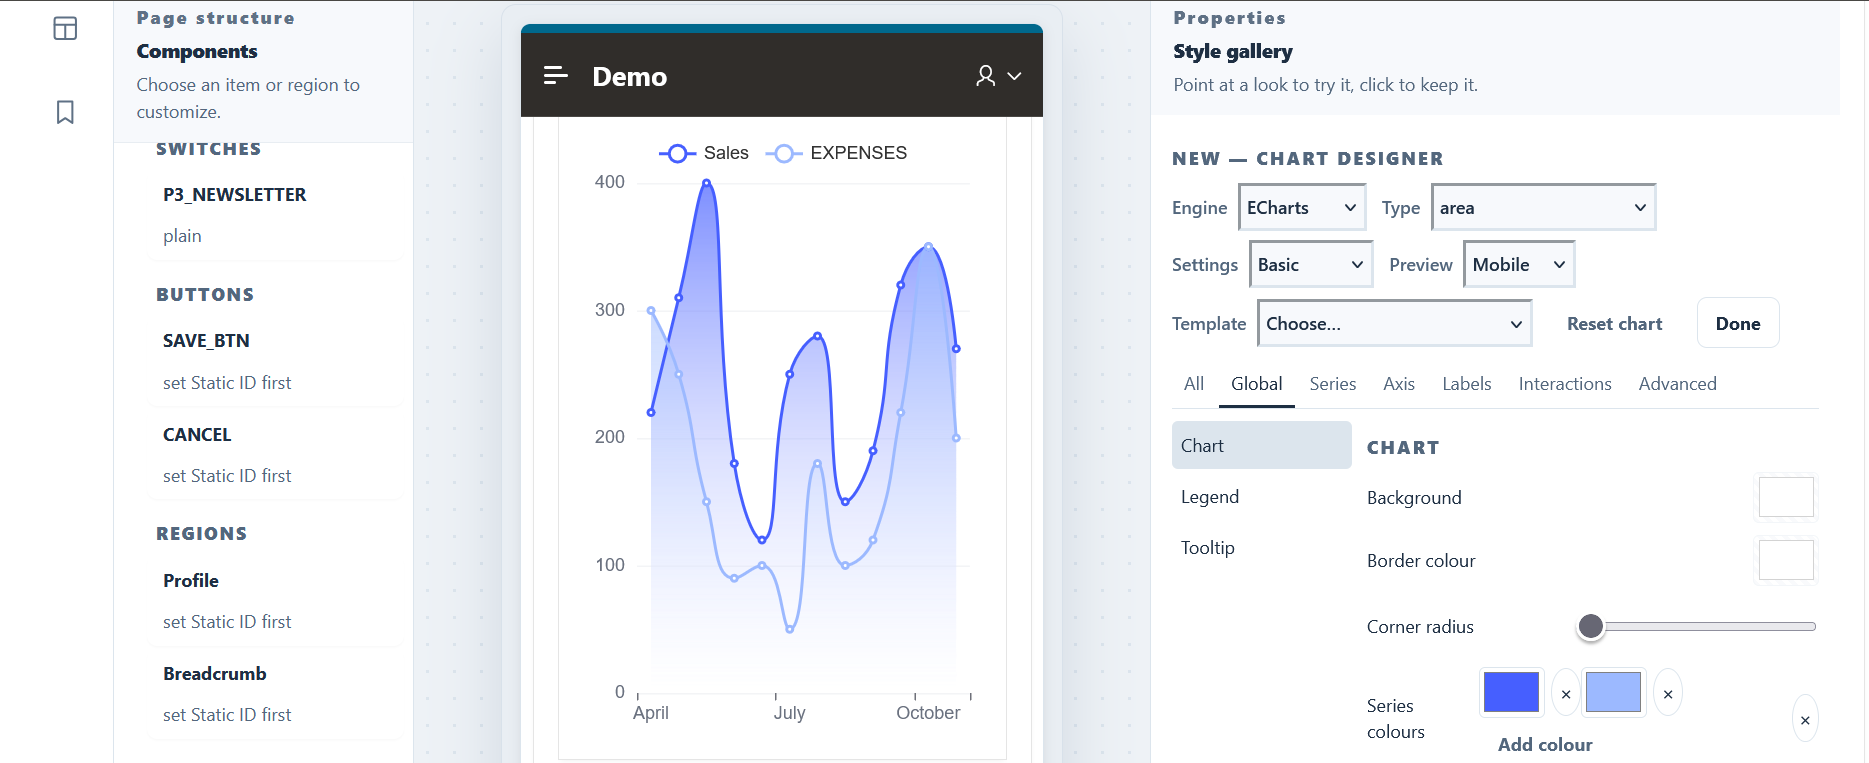 Page structure
Components
Choose an item or region to
customize.
SWITCHES
P3_NEWSLETTER
plain
BUTTONS
SAVE_BTN
set Static ID first
CANCEL
set Static ID first
REGIONS
Profile
set Static ID first
Breadcrumb
set Static ID first
Demo
Sales
EXPENSES
400
300
200
100
0
April
July
October
Properties
Style gallery
Point at a look to try it, click to keep it.
NEW — CHART DESIGNER
Engine ECharts Type area
Settings Basic Preview Mobile
Template Choose... Reset chart Done
All Global Series Axis Labels Interactions Advanced
Chart
Legend
Tooltip
CHART
Background
Border colour
Corner radius
Series
colours
Add colour